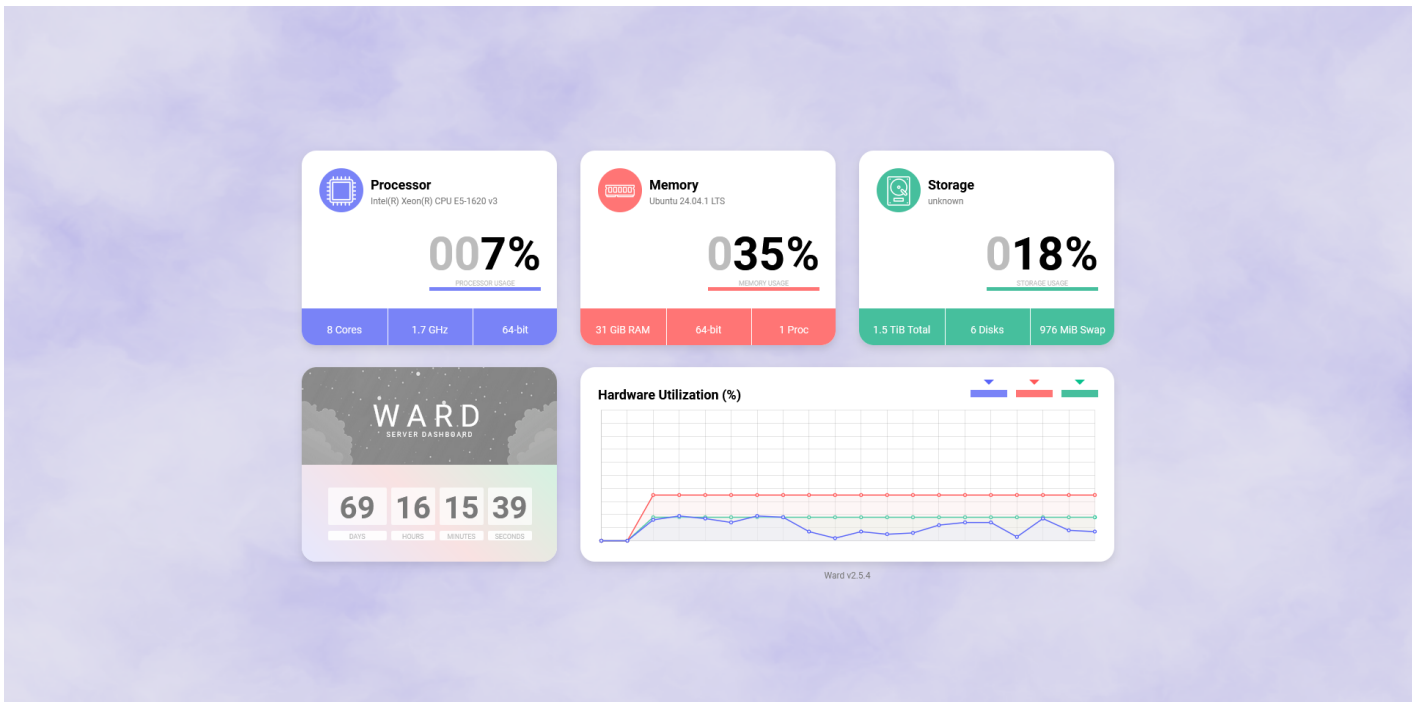 Processor
Intel(R) Xeon(R) CPU E5-1620 v3
007%
PROCESSOR USAGE
8 Cores
1.7 GHz
64-bit
Memory
Ubuntu 24.04.1 LTS
035%
MEMORY USAGE
31 GiB RAM
64-bit
1 Proc
Storage
unknown
018%
STORAGE USAGE
1.5 TiB Total
6 Disks
976 MiB Swap
WARD
SERVER DASHBOARD
69 16 15 39
DAYS HOURS MINUTES SECONDS
Hardware Utilization (%)
Ward v2.5.4